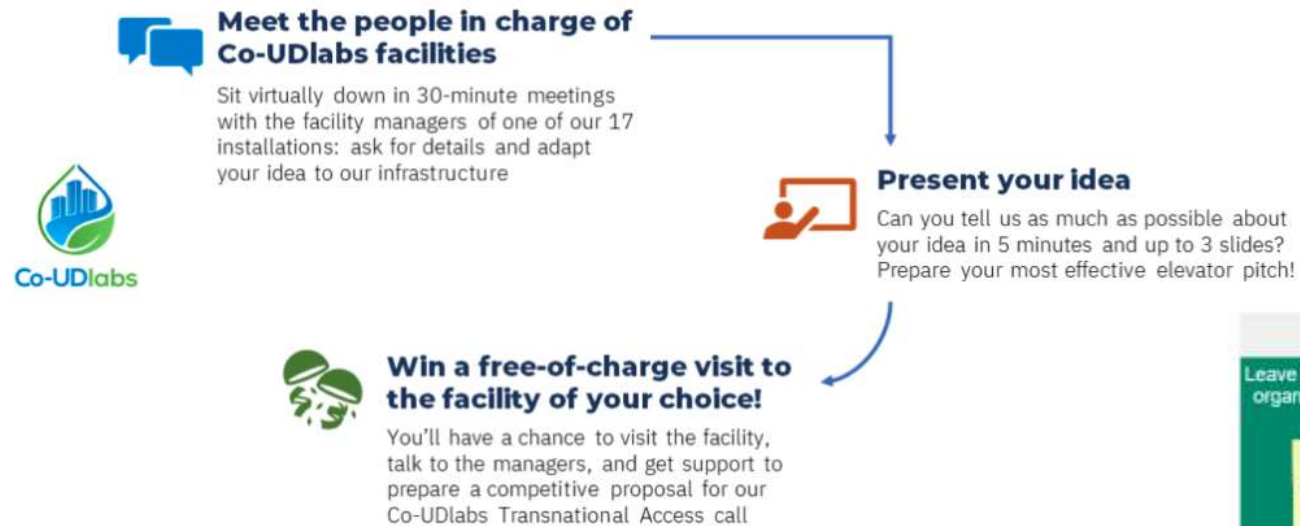 Meet the people in charge of
Co-UDlabs facilities
Sit virtually down in 30-minute meetings
with the facility managers of one of our 17
installations: ask for details and adapt
your idea to our infrastructure
Co-UDlabs
Present your idea
Can you tell us as much as possible about
your idea in 5 minutes and up to 3 slides?
Prepare your most effective elevator pitch!
Win a free-of-charge visit to
the facility of your choice!
You'll have a chance to visit the facility,
talk to the managers, and get support to
prepare a competitive proposal for our
Co-UDlabs Transnational Access call
Leave